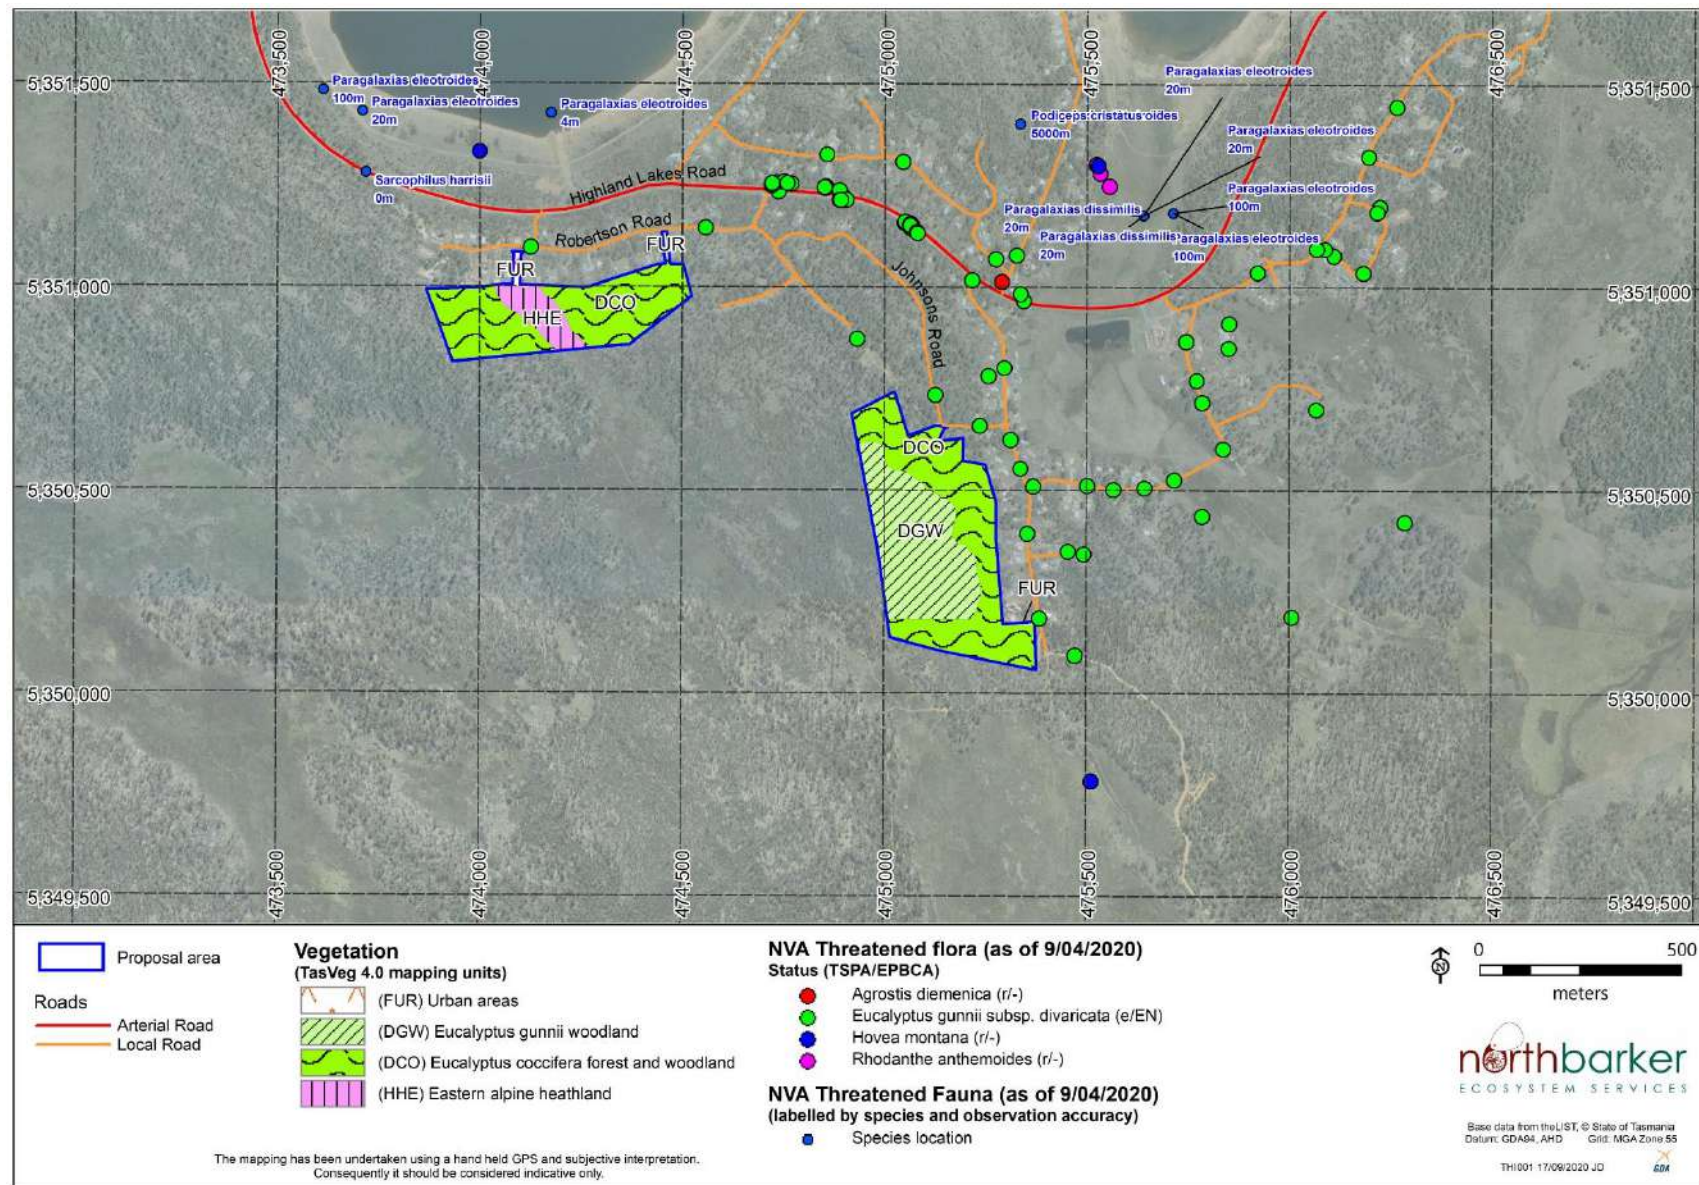 473,500
474,000
474,500
475,000
475,500
476,500
5,351,500
5,351,500
Paragalaxias eleotroides
100m
Paragalaxias eleotroides
20m
Paragalaxias eleotroides
4m
Sarcophilus harrisii
0m
Podiceps cristatus
5000m
Paragalaxias eleotroides
20m
Paragalaxias eleotroides
20m
Paragalaxias eleotroides
100m
Paragalaxias dissimilis
20m
Paragalaxias dissimilis
20m
Paragalaxias eleotroides
100m
Highland Lakes Road
Robertson Road
Johnsons Road
FUR
FUR
5,351,000
5,351,000
HHE
DCO
DCO
5,350,500
5,350,500
DGW
FUR
5,350,000
5,350,000
473,500
474,000
474,500
475,000
475,500
476,000
476,500
5,349,500
5,349,500
Proposal area
Roads
Arterial Road
Local Road
Vegetation
(TasVeg 4.0 mapping units)
(FUR) Urban areas
(DGW) Eucalyptus gunnii woodland
(DCO) Eucalyptus coccifera forest and woodland
(HHE) Eastern alpine heathland
The mapping has been undertaken using a hand held GPS and subjective interpretation.
Consequently it should be considered indicative only.
NVA Threatened flora (as of 9/04/2020)
Status (TSPA/EPBCA)
Agrostis diemenica (r/-)
Eucalyptus gunnii subsp. divaricata (e/EN)
Hovea montana (r/-)
Rhodanthe anthemoides (r/-)
NVA Threatened Fauna (as of 9/04/2020)
(labelled by species and observation accuracy)
Species location
N
0 500
meters
northbarker
ECOSYSTEM SERVICES
Base data from theLIST, © State of Tasmania
Datum: GDA94, AHD Grid: MGA Zone 55
THI001 17/09/2020 JD
GDA